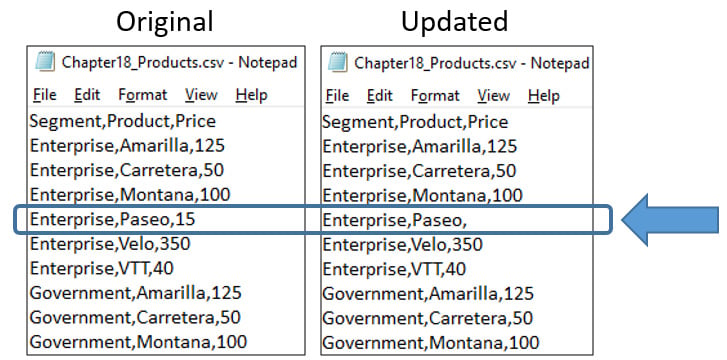 Original
Chapter18_Products.csv - Notepad
File Edit Format View Help
Segment,Product,Price
Enterprise,Amarilla,125
Enterprise,Carretera,50
Enterprise,Montana,100
Enterprise,Paseo,15
Enterprise,Velo,350
Enterprise,VTT,40
Government,Amarilla,125
Government,Carretera,50
Government,Montana,100
Updated
Chapter18_Products.csv - Notepad
File Edit Format View Help
Segment,Product,Price
Enterprise,Amarilla,125
Enterprise,Carretera,50
Enterprise,Montana,100
Enterprise,Paseo,
Enterprise,Velo,350
Enterprise,VTT,40
Government,Amarilla,125
Government,Carretera,50
Government,Montana,100